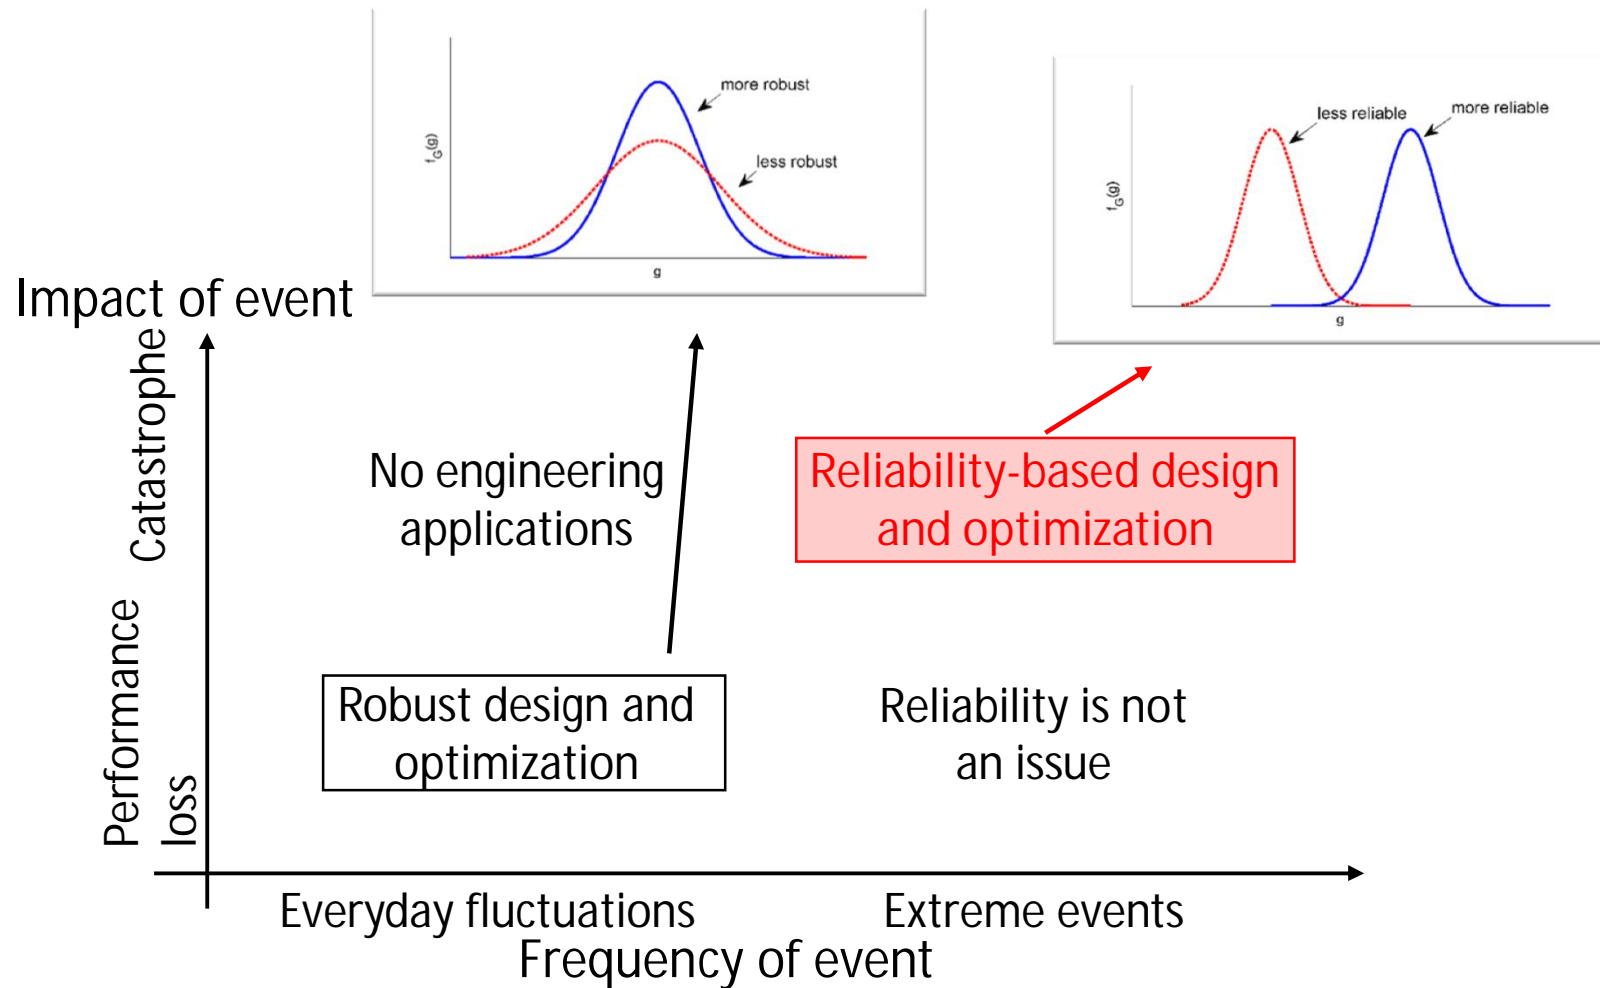 more robust
less robust
f_G(g)
g
less reliable
more reliable
f_G(g)
g
Impact of event
Catastrophe
Performance
loss
No engineering
applications
Reliability-based design
and optimization
Robust design and
optimization
Reliability is not
an issue
Everyday fluctuations
Extreme events
Frequency of event